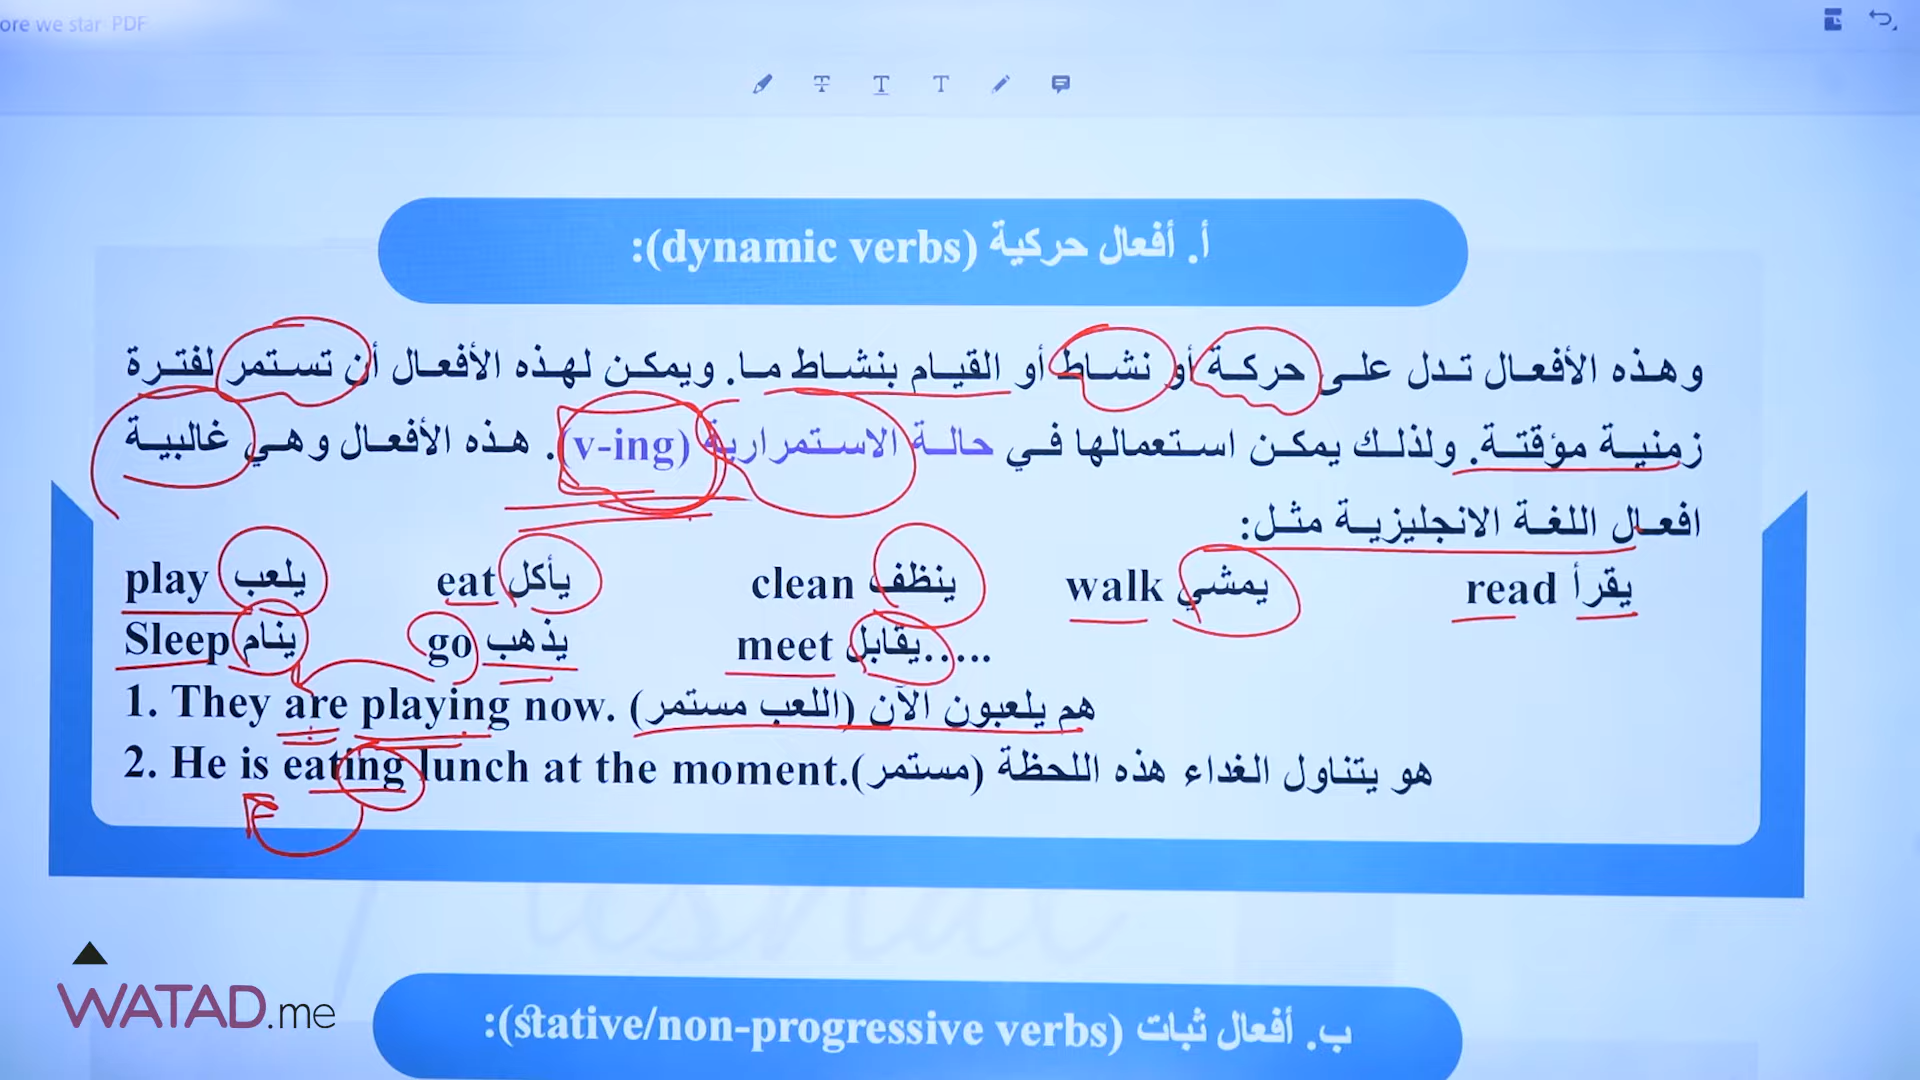 ore we star PDF
أ. أفعال حركية (dynamic verbs):
وهذه الأفعال تدل على حركة أو نشاط أو القيام بنشاط ما. ويمكن لهذه الأفعال أن تستمر لفترة
زمنية مؤقتة. ولذلك يمكن استعمالها في حالة الاستمرارية (v-ing). هذه الأفعال وهي غالبية
افعال اللغة الانجليزية مثل:
play يلعب eat يأكل clean ينظف walk يمشي read يقرأ
Sleep ينام go يذهب meet يقابل.....
1. They are playing now. هم يلعبون الآن (اللعب مستمر)
2. He is eating lunch at the moment. هو يتناول الغداء هذه اللحظة (مستمر)
WATAD.me
ب. أفعال ثبات (stative/non-progressive verbs):